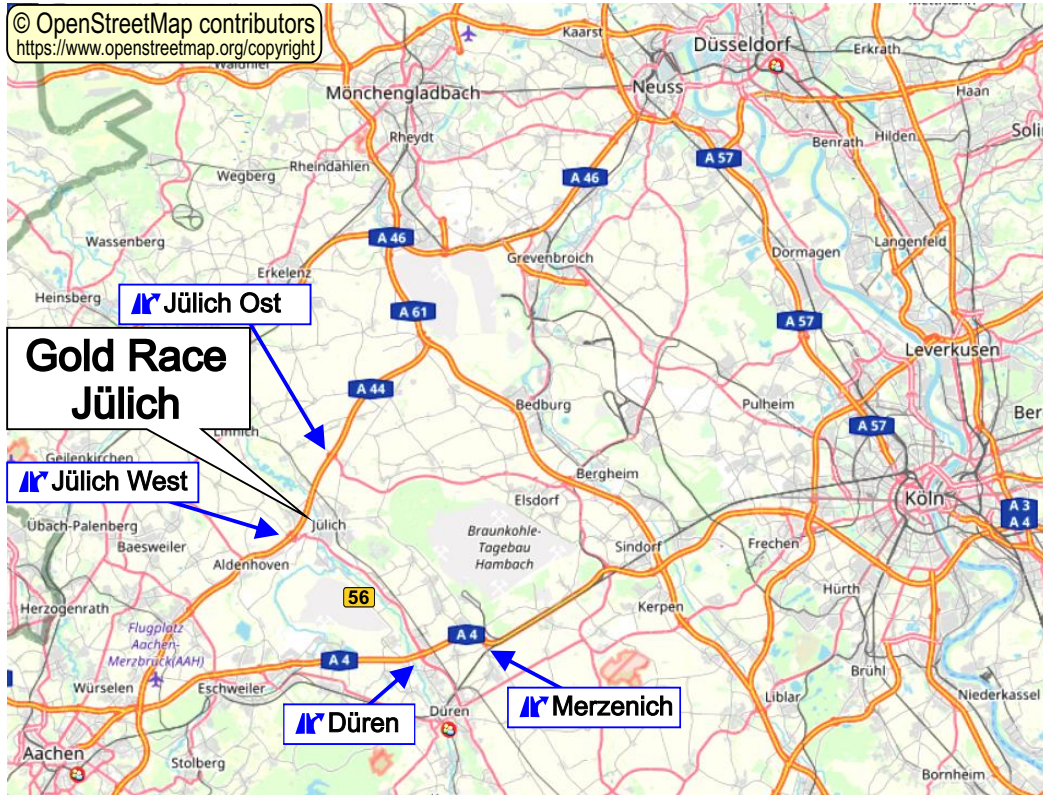 © OpenStreetMap contributors
https://www.openstreetmap.org/copyright
Kaarst
Düsseldorf
Erkrath
Mönchengladbach
Neuss
Haan
Rheydt
Hilden
Benrath
Rheindahlen
Wegberg
A 57
A 46
Wassenberg
A 46
Langenfeld
Dormagen
Grevenbroich
Erkelenz
Heinsberg
Jülich Ost
A 61
A 57
Leverkusen
Gold Race
Jülich
A 44
Bedburg
Pulheim
A 57
Linnich
Geilenkirchen
Jülich West
Bergheim
Elsdorf
Köln
A 3
A 4
Übach-Palenberg
Jülich
Braunkohle-
Tagebau
Hambach
Baesweiler
Sindorf
Frechen
Aldenhoven
Hürth
56
Herzogenrath
Kerpen
Flugplatz
Aachen-
Merzbrück(AAH)
A 4
A 4
Brühl
Würselen
Eschweiler
Liblar
Niederkassel
Merzenich
Düren
Düren
Aachen
Stolberg
Bornheim